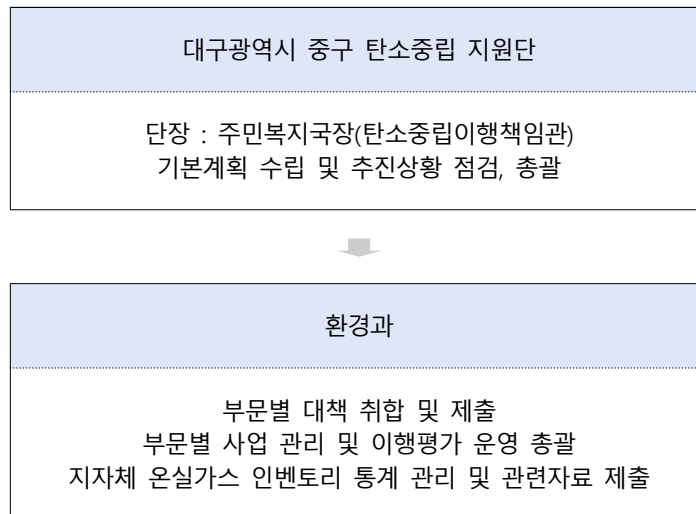 대구광역시 중구 탄소중립 지원단
단장 : 주민복지국장(탄소중립이행책임관)
기본계획 수립 및 추진상황 점검, 총괄
환경과
부문별 대책 취합 및 제출
부문별 사업 관리 및 이행평가 운영 총괄
지자체 온실가스 인벤토리 통계 관리 및 관련자료 제출